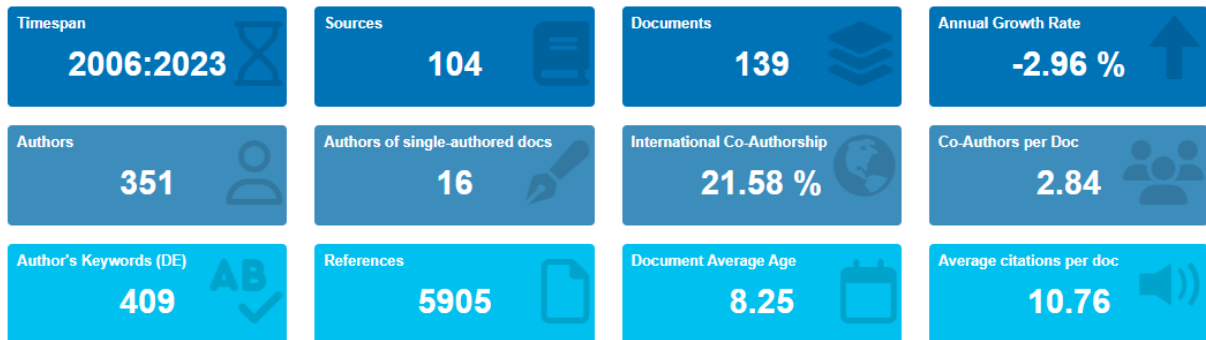 Timespan
2006:2023
Sources
104
Documents
139
Annual Growth Rate
-2.96 %
Authors
351
Authors of single-authored docs
16
International Co-Authorship
21.58 %
Co-Authors per Doc
2.84
Author's Keywords (DE)
409
AB
References
5905
Document Average Age
8.25
Average citations per doc
10.76